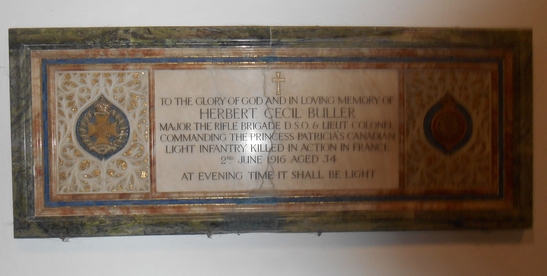 TO THE GLORY OF GOD AND IN LOVING MEMORY OF
HERBERT CECIL BULLER
MAJOR THE RIFLE BRIGADE D.S.O. & LIEUT COLONEL
COMMANDING THE PRINCESS PATRICIA'S CANADIAN
LIGHT INFANTRY KILLED IN ACTION IN FRANCE
2ND JUNE 1916 AGED 34
AT EVENING TIME IT SHALL BE LIGHT